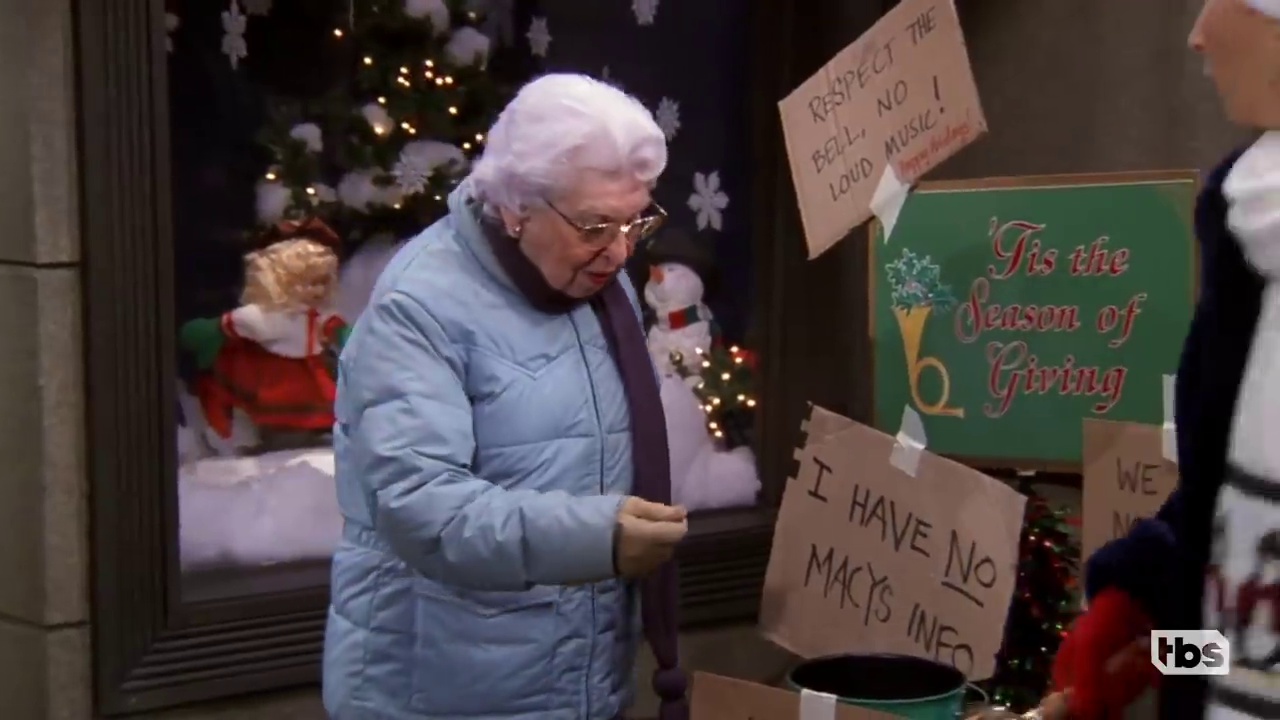 RESPECT THE
BELL, NO
LOUD MUSIC!
happy holidays!
'Tis the
Season of
Giving
I HAVE NO
MACYS INFO
WE
tbs